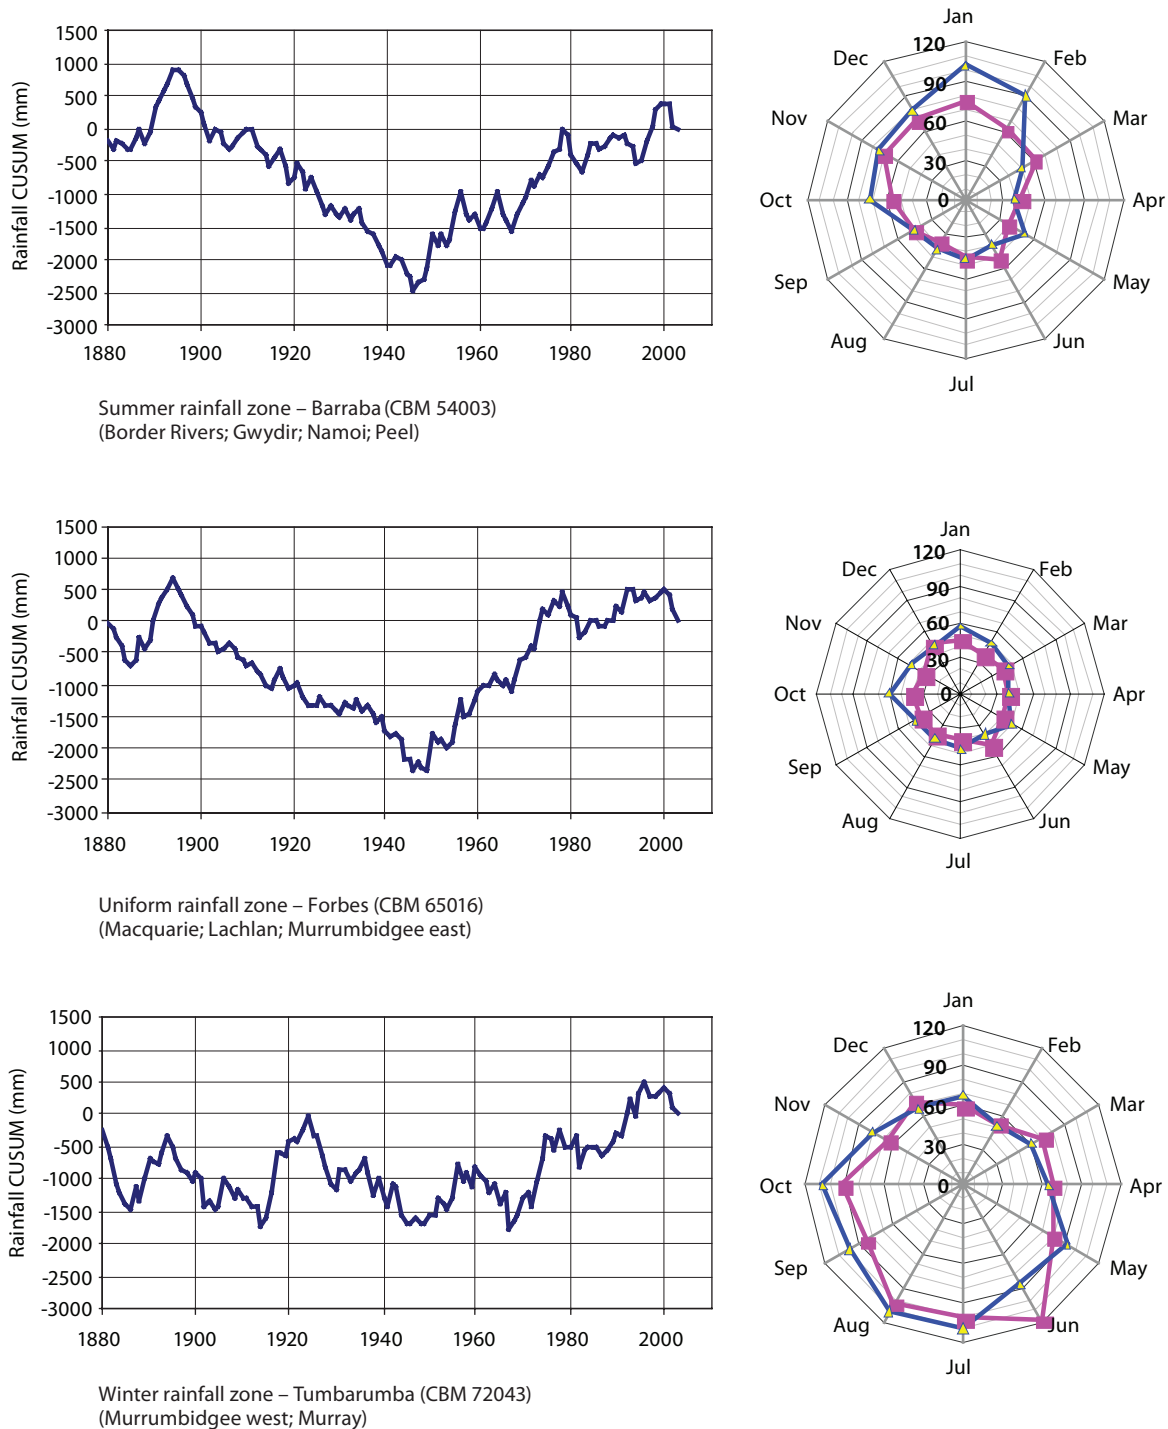 1500
1000
500
0
-500
-1000
-1500
-2000
-2500
-3000
Rainfall CUSUM (mm)
1880 1900 1920 1940 1960 1980 2000
Summer rainfall zone – Barraba (CBM 54003)
(Border Rivers; Gwydir; Namoi; Peel)
Jan
Feb
Mar
Apr
May
Jun
Jul
Aug
Sep
Oct
Nov
Dec
120
90
60
30
0
1500
1000
500
0
-500
-1000
-1500
-2000
-2500
-3000
Rainfall CUSUM (mm)
1880 1900 1920 1940 1960 1980 2000
Uniform rainfall zone – Forbes (CBM 65016)
(Macquarie; Lachlan; Murrumbidgee east)
Jan
Feb
Mar
Apr
May
Jun
Jul
Aug
Sep
Oct
Nov
Dec
120
90
60
30
0
1500
1000
500
0
-500
-1000
-1500
-2000
-2500
-3000
Rainfall CUSUM (mm)
1880 1900 1920 1940 1960 1980 2000
Winter rainfall zone – Tumbarumba (CBM 72043)
(Murrumbidgee west; Murray)
Jan
Feb
Mar
Apr
May
Jun
Jul
Aug
Sep
Oct
Nov
Dec
120
90
60
30
0